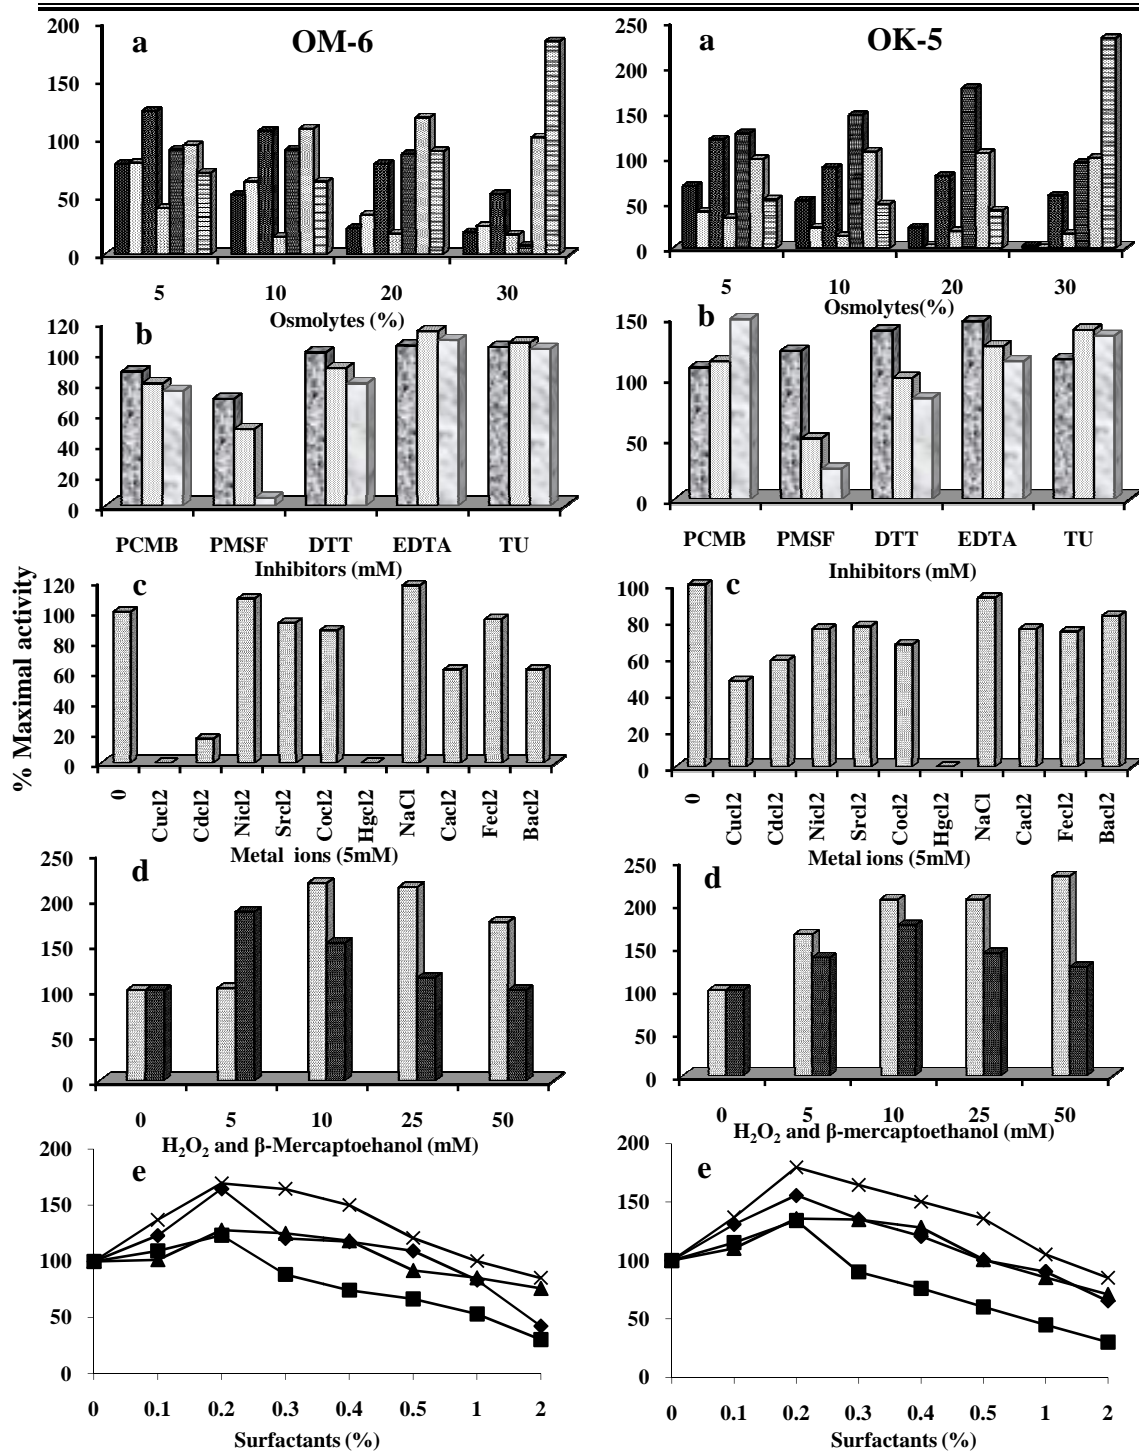 a OM-6
200
150
100
50
0
5 10 20 30
Osmolytes (%)
a OK-5
250
200
150
100
50
0
5 10 20 30
Osmolytes(%)
b
120
100
80
60
40
20
0
PCMB PMSF DTT EDTA TU
Inhibitors (mM)
b
150
100
50
0
PCMB PMSF DTT EDTA TU
Inhibitors (mM)
% Maximal activity
c
120
100
80
60
40
20
0
0 Cucl2 Cdcl2 Nicl2 Srcl2 Cocl2 Hgcl2 NaCl Cacl2 Fecl2 Bacl2
Metal ions (5mM)
c
100
80
60
40
20
0
0 Cucl2 Cdcl2 Nicl2 Srcl2 Cocl2 Hgcl2 NaCl Cacl2 Fecl2 Bacl2
Metal ions (5mM)
d
250
200
150
100
50
0
0 5 10 25 50
H₂O₂ and β-Mercaptoehanol (mM)
d
250
200
150
100
50
0
0 5 10 25 50
H₂O₂ and β-mercaptoethanol (mM)
e
200
150
100
50
0
0 0.1 0.2 0.3 0.4 0.5 1 2
Surfactants (%)
e
200
150
100
50
0
0 0.1 0.2 0.3 0.4 0.5 1 2
Surfactants (%)